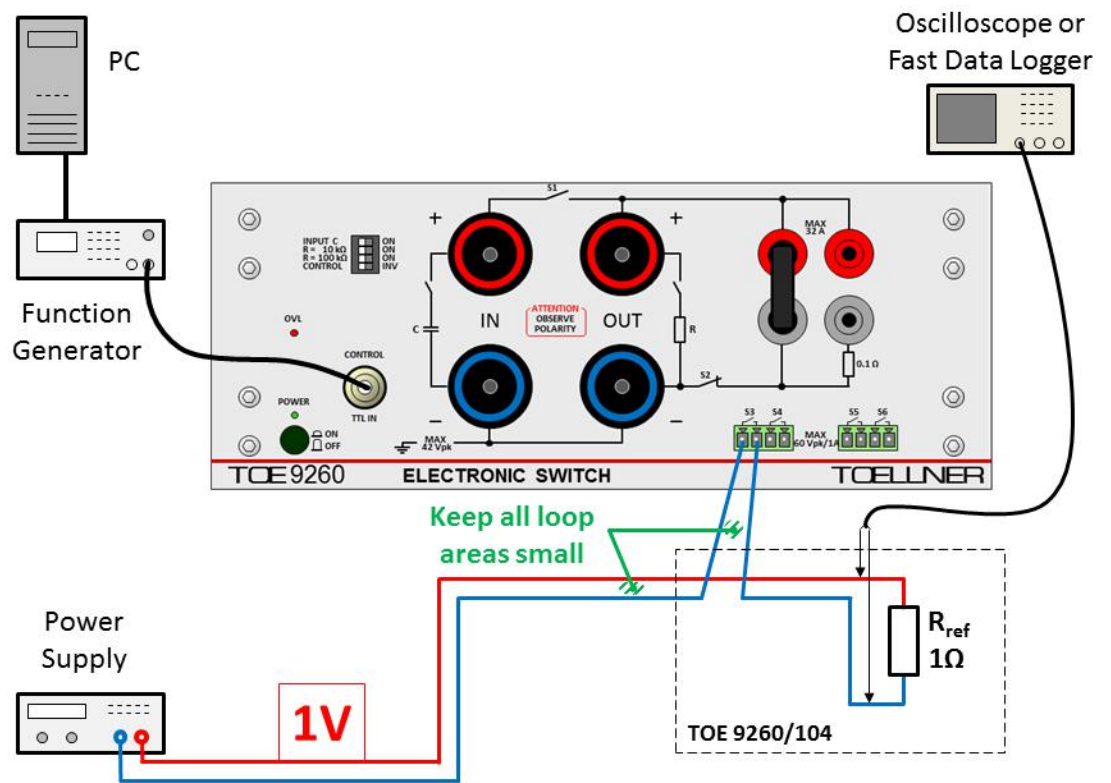 PC
Oscilloscope or
Fast Data Logger
Function
Generator
S1
+
+
MAX
32 A
INPUT C ON
R = 10 kΩ ON
R = 100 kΩ ON
CONTROL INV
OVL
C
IN
ATTENTION
OBSERVE
POLARITY
OUT
R
CONTROL
TTL IN
S2
0.1 Ω
POWER
ON
OFF
−
−
MAX
42 Vpk
S3 S4
MAX
60 Vpk/1A
S5 S6
TOE 9260 ELECTRONIC SWITCH TOELLNER
Keep all loop
areas small
Power
Supply
1V
Rref
1Ω
TOE 9260/104